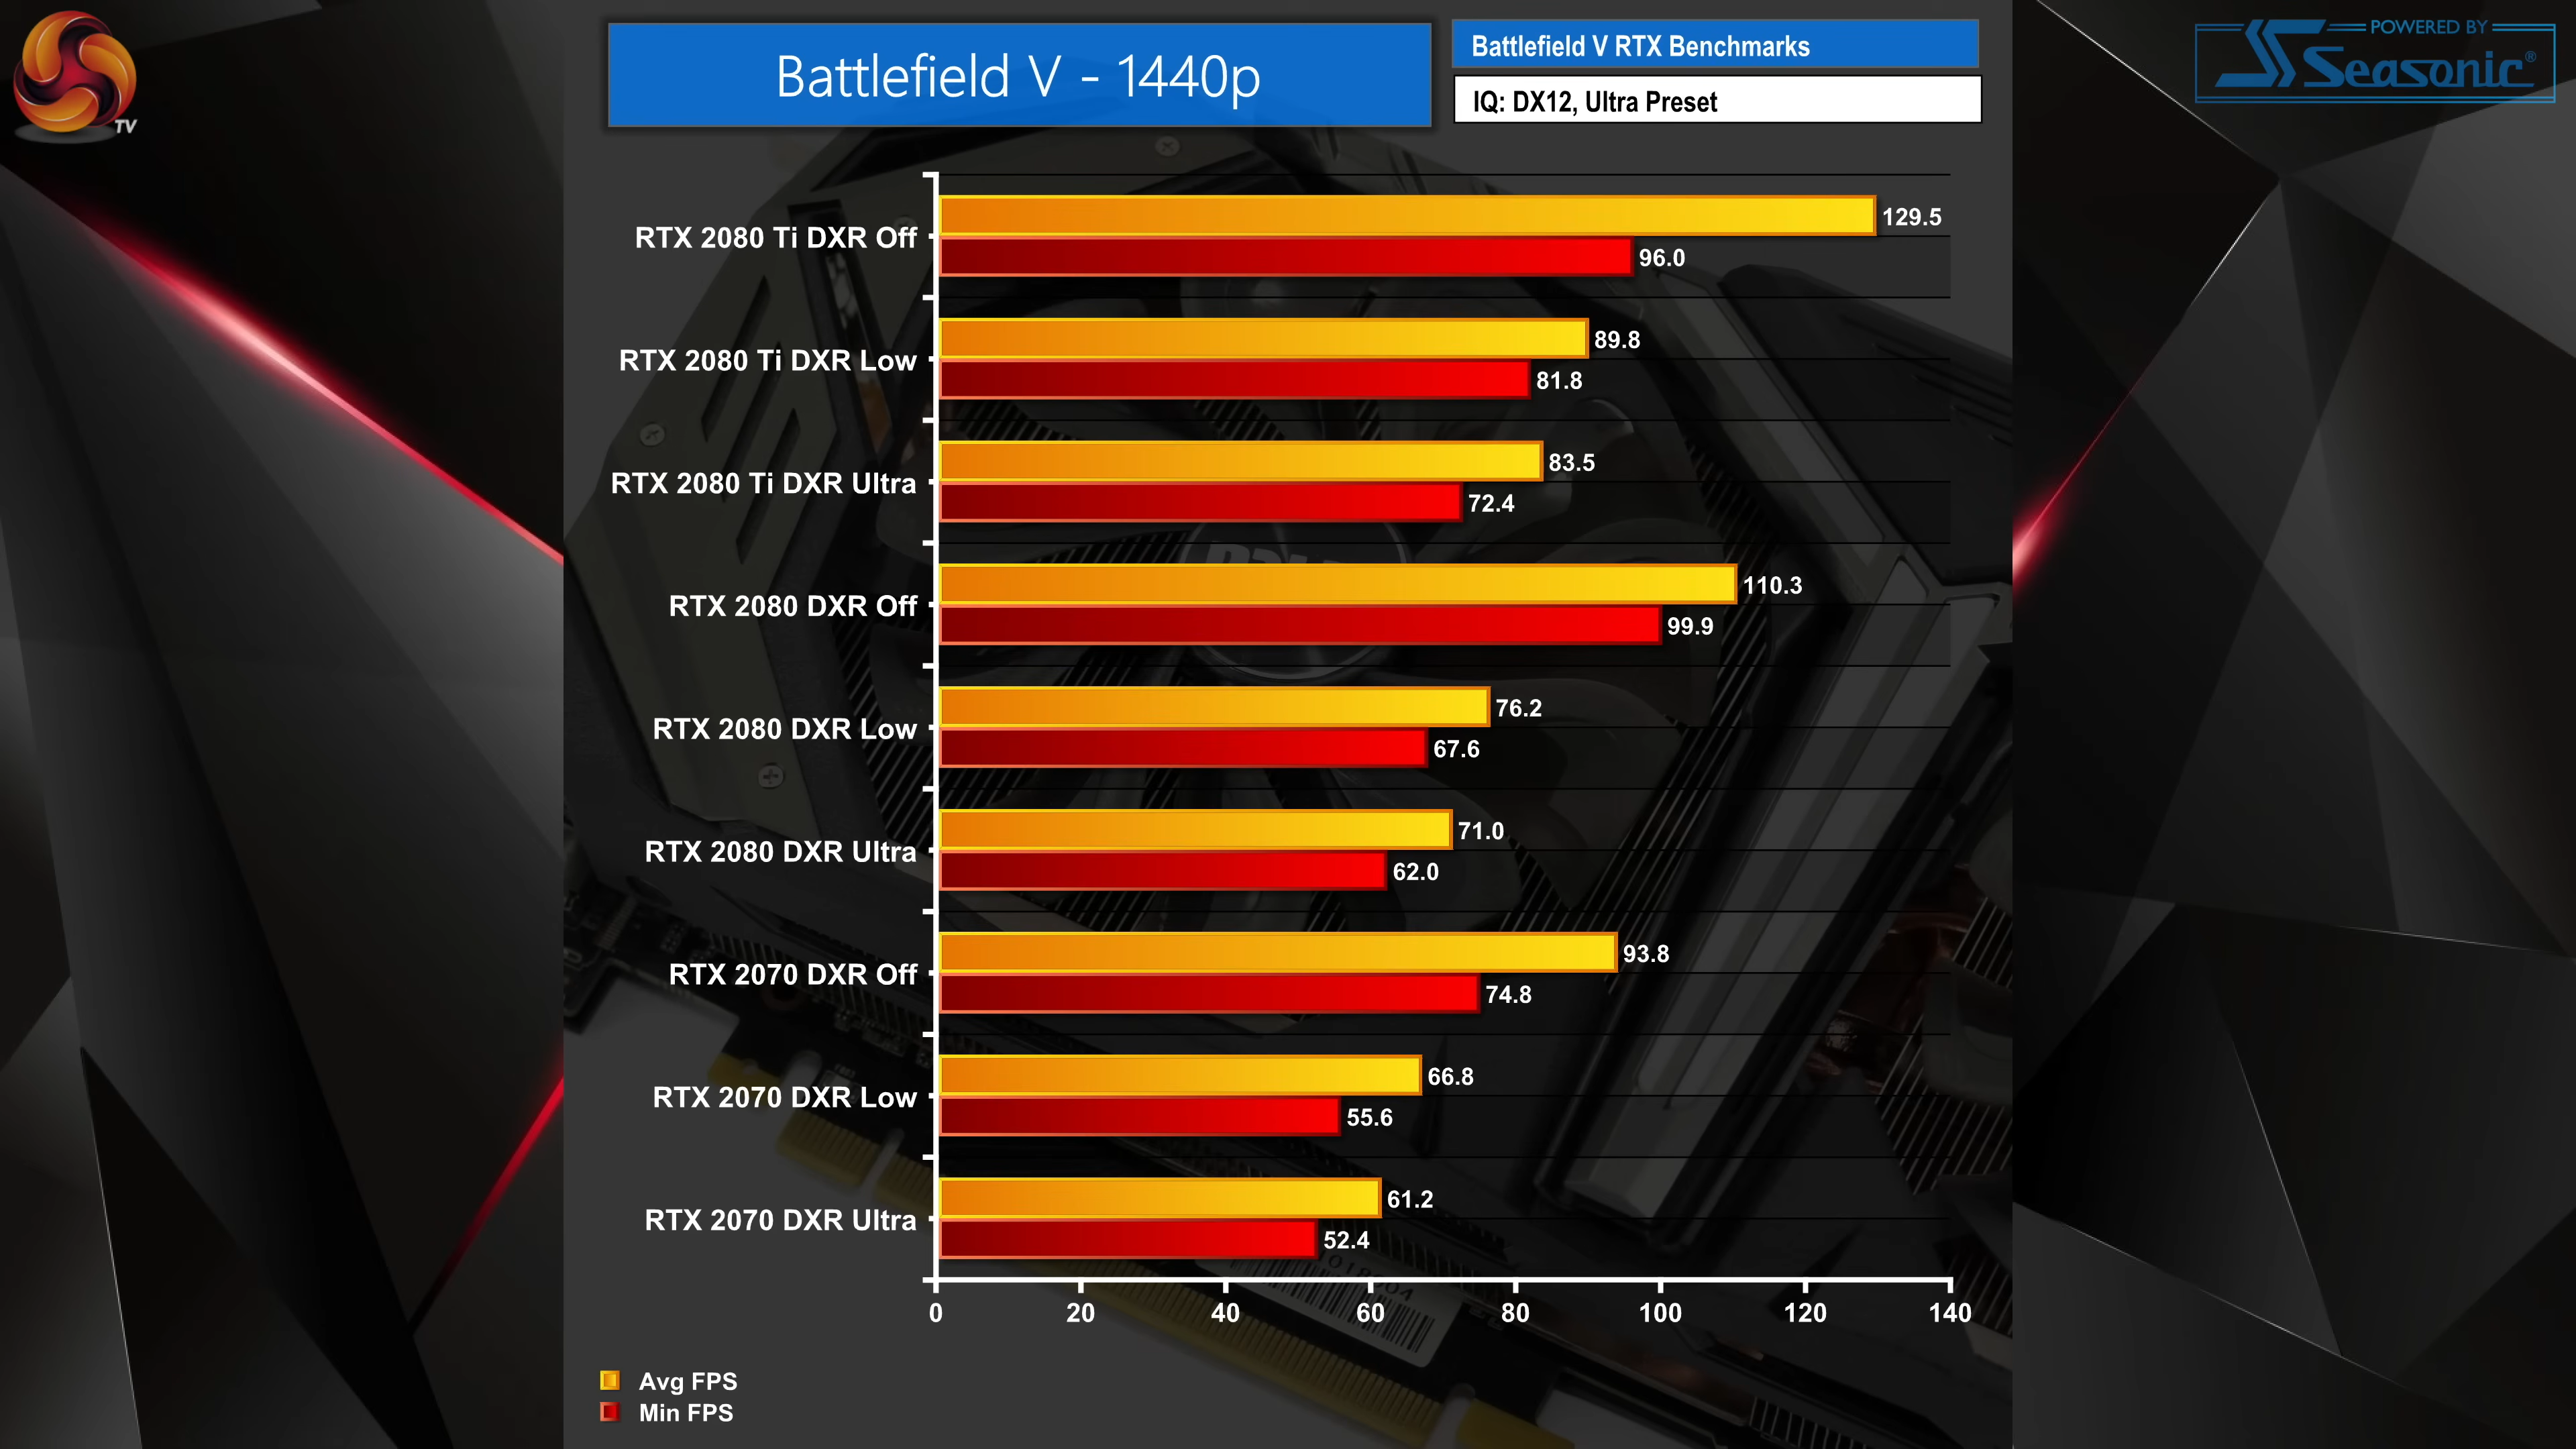 TV
Battlefield V - 1440p
Battlefield V RTX Benchmarks
IQ: DX12, Ultra Preset
POWERED BY
Seasonic®
RTX 2080 Ti DXR Off
129.5
96.0
RTX 2080 Ti DXR Low
89.8
81.8
RTX 2080 Ti DXR Ultra
83.5
72.4
RTX 2080 DXR Off
110.3
99.9
RTX 2080 DXR Low
76.2
67.6
RTX 2080 DXR Ultra
71.0
62.0
RTX 2070 DXR Off
93.8
74.8
RTX 2070 DXR Low
66.8
55.6
RTX 2070 DXR Ultra
61.2
52.4
0 20 40 60 80 100 120 140
Avg FPS
Min FPS